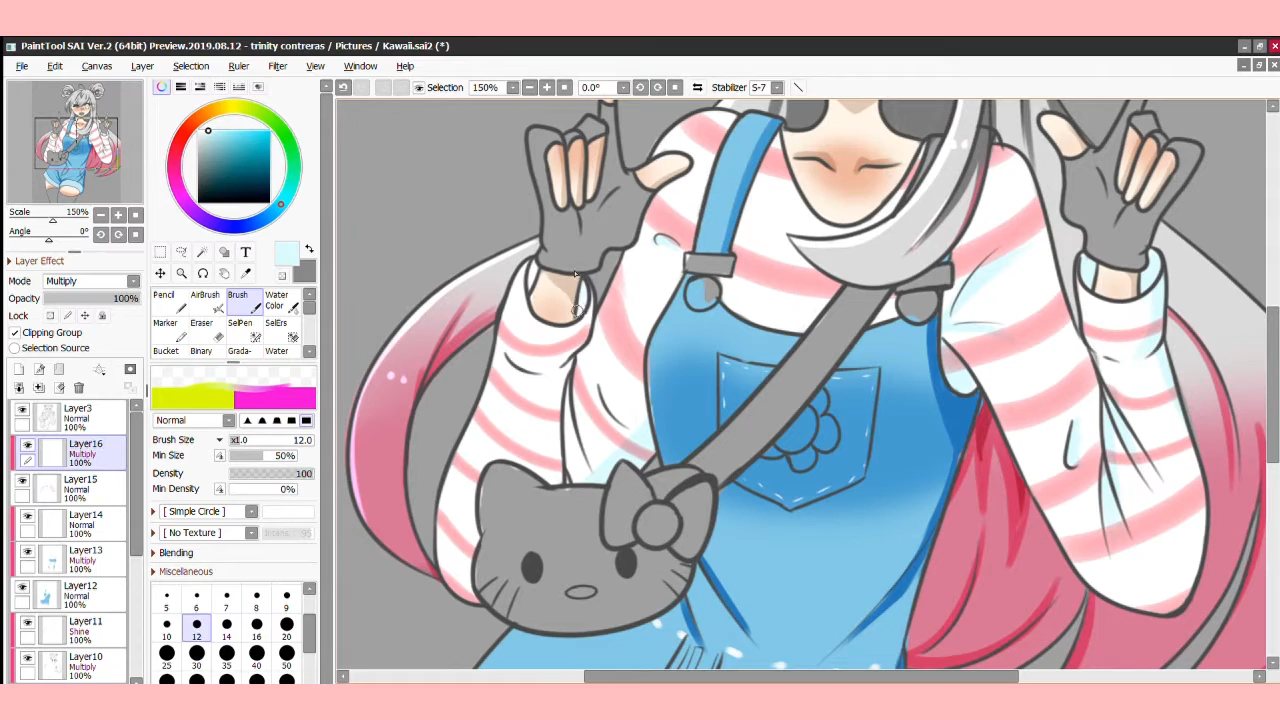 PaintTool SAI Ver.2 (64bit) Preview.2019.08.12 - trinity contreras / Pictures / Kawaii.sai2 (*)
File Edit Canvas Layer Selection Ruler Filter View Window Help
Selection 150% 0.0° Stabilizer S-7
Scale
150%
Angle
0°
Layer Effect
Mode Multiply
Opacity 100%
Lock
Clipping Group
Selection Source
Layer3
Normal
100%
Layer16
Multiply
100%
Layer15
Normal
100%
Layer14
Normal
100%
Layer13
Multiply
100%
Layer12
Normal
100%
Layer11
Shine
100%
Layer10
Multiply
100%
T
Pencil AirBrush Brush Water Color
Marker Eraser SelPen SelErs
Bucket Binary Grada- Water
Normal
Brush Size x1.0 12.0
Min Size 50%
Density 100
Min Density 0%
[ Simple Circle ]
[ No Texture ] 95
Blending
Miscellaneous
5 6 7 8 9
10 12 14 16 20
25 30 35 40 50